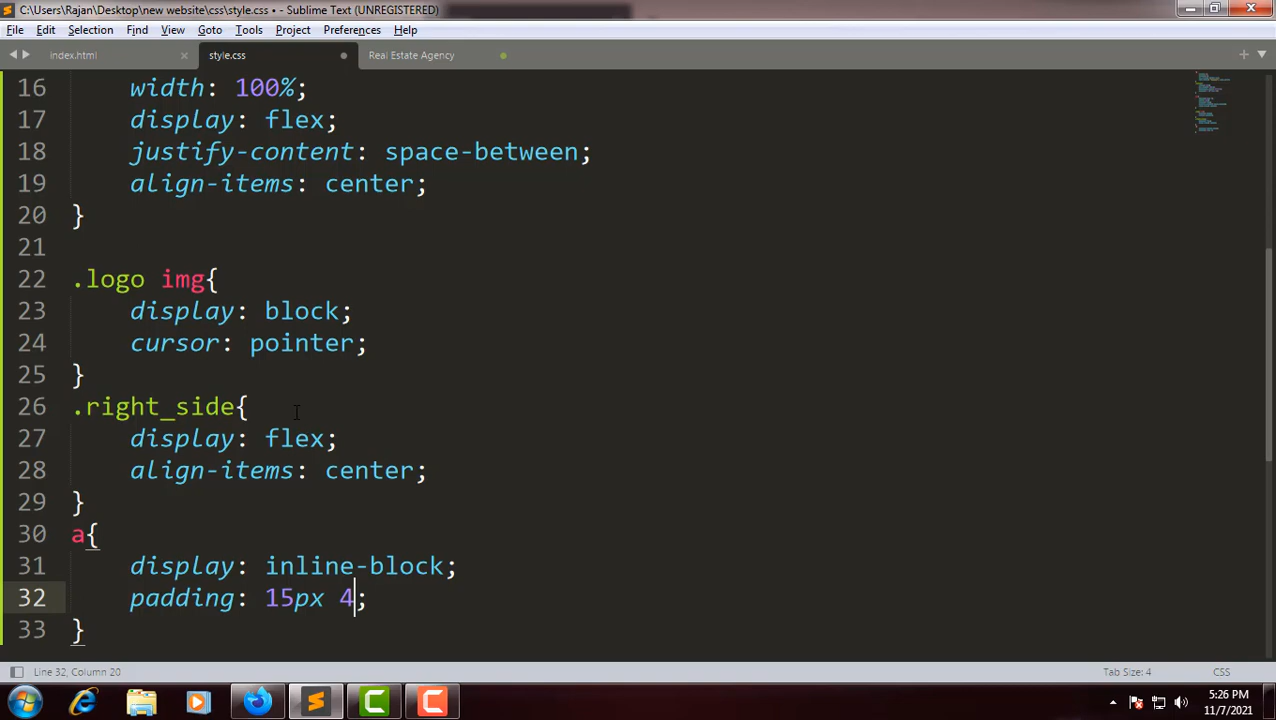 C:\Users\Rajan\Desktop\new website\css\style.css • - Sublime Text (UNREGISTERED)
File Edit Selection Find View Goto Tools Project Preferences Help
index.html style.css Real Estate Agency
16 width: 100%;
17 display: flex;
18 justify-content: space-between;
19 align-items: center;
20 }
21
22 .logo img{
23 display: block;
24 cursor: pointer;
25 }
26 .right_side{
27 display: flex;
28 align-items: center;
29 }
30 a{
31 display: inline-block;
32 padding: 15px 4;
33 }
Line 32, Column 20 Tab Size: 4 CSS
5:26 PM
11/7/2021